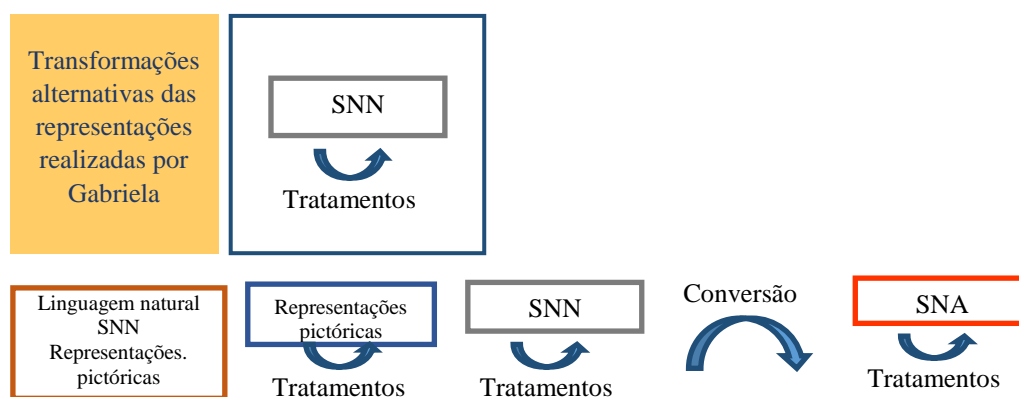 Transformações
alternativas das
representações
realizadas por
Gabriela
SNN
Tratamentos
Linguagem natural
SNN
Representações.
pictóricas
Representações
pictóricas
Tratamentos
SNN
Tratamentos
Conversão
SNA
Tratamentos